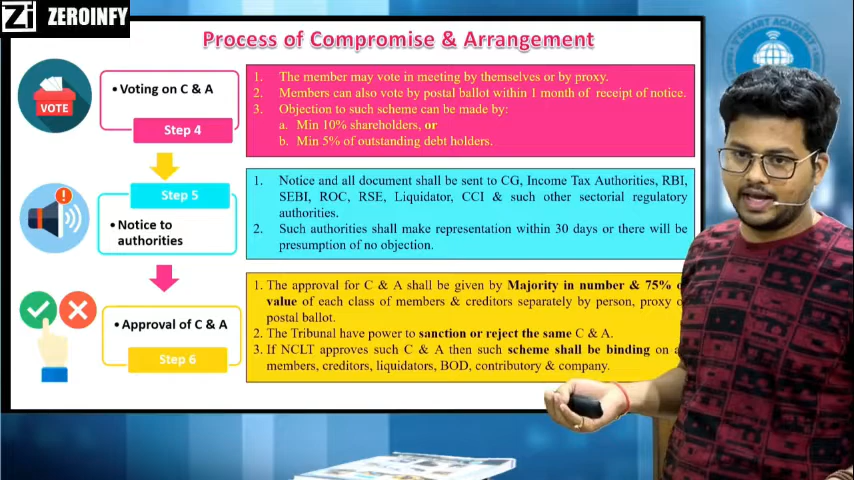 Zi ZEROINFY
Process of Compromise & Arrangement
VOTE
• Voting on C & A
Step 4
1. The member may vote in meeting by themselves or by proxy.
2. Members can also vote by postal ballot within 1 month of receipt of notice.
3. Objection to such scheme can be made by:
a. Min 10% shareholders, or
b. Min 5% of outstanding debt holders.
Step 5
• Notice to
authorities
1. Notice and all document shall be sent to CG, Income Tax Authorities, RBI,
SEBI, ROC, RSE, Liquidator, CCI & such other sectorial regulatory
authorities.
2. Such authorities shall make representation within 30 days or there will be
presumption of no objection.
• Approval of C & A
Step 6
1. The approval for C & A shall be given by Majority in number & 75%
value of each class of members & creditors separately by person, proxy
postal ballot.
2. The Tribunal have power to sanction or reject the same C & A.
3. If NCLT approves such C & A then such scheme shall be binding on
members, creditors, liquidators, BOD, contributory & company.